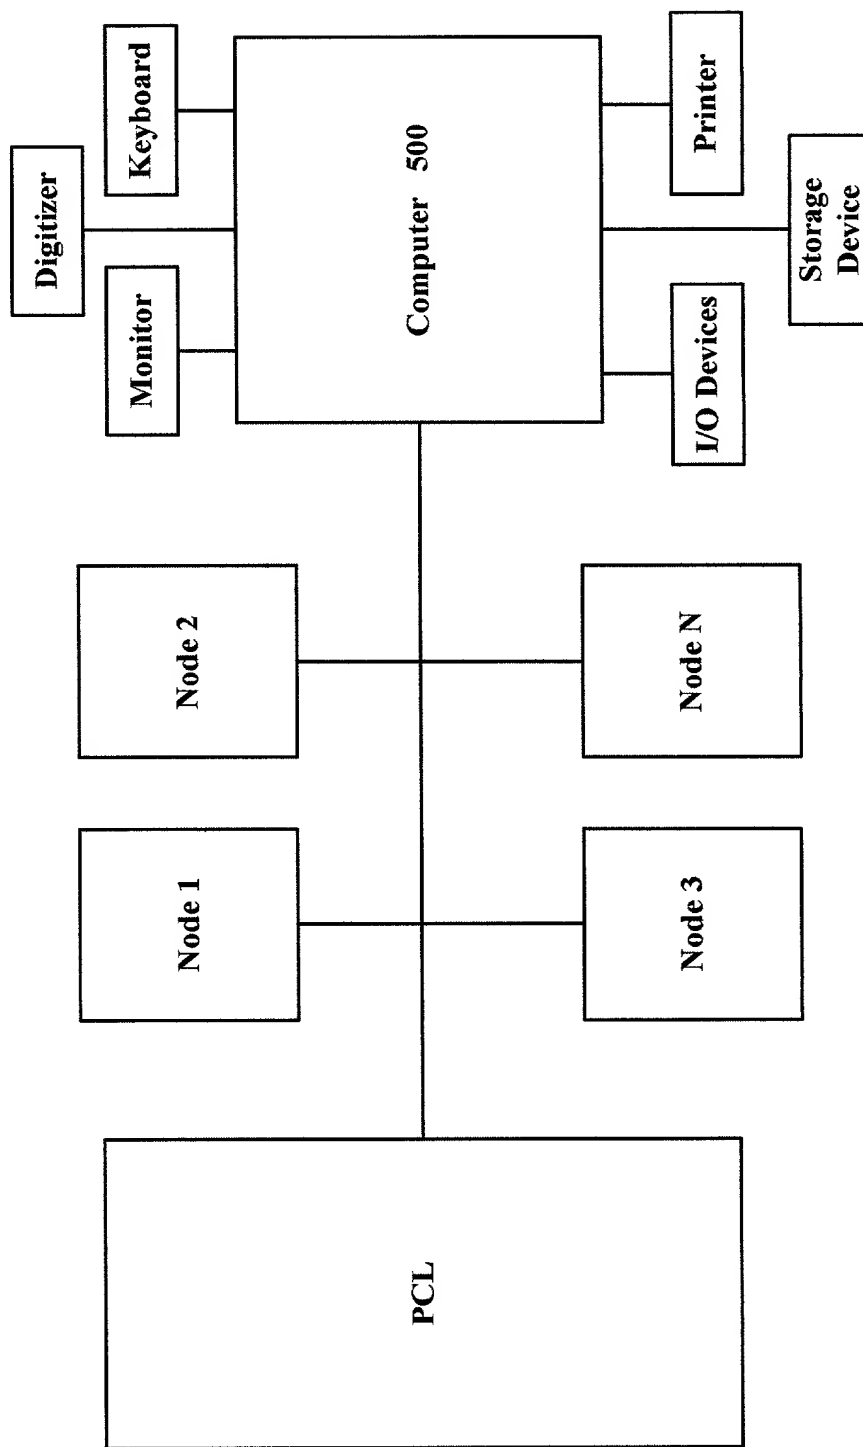 Digitizer
Monitor
Keyboard
PCL
Node 1
Node 2
Computer 500
Node 3
Node N
I/O Devices
Printer
Storage
Device